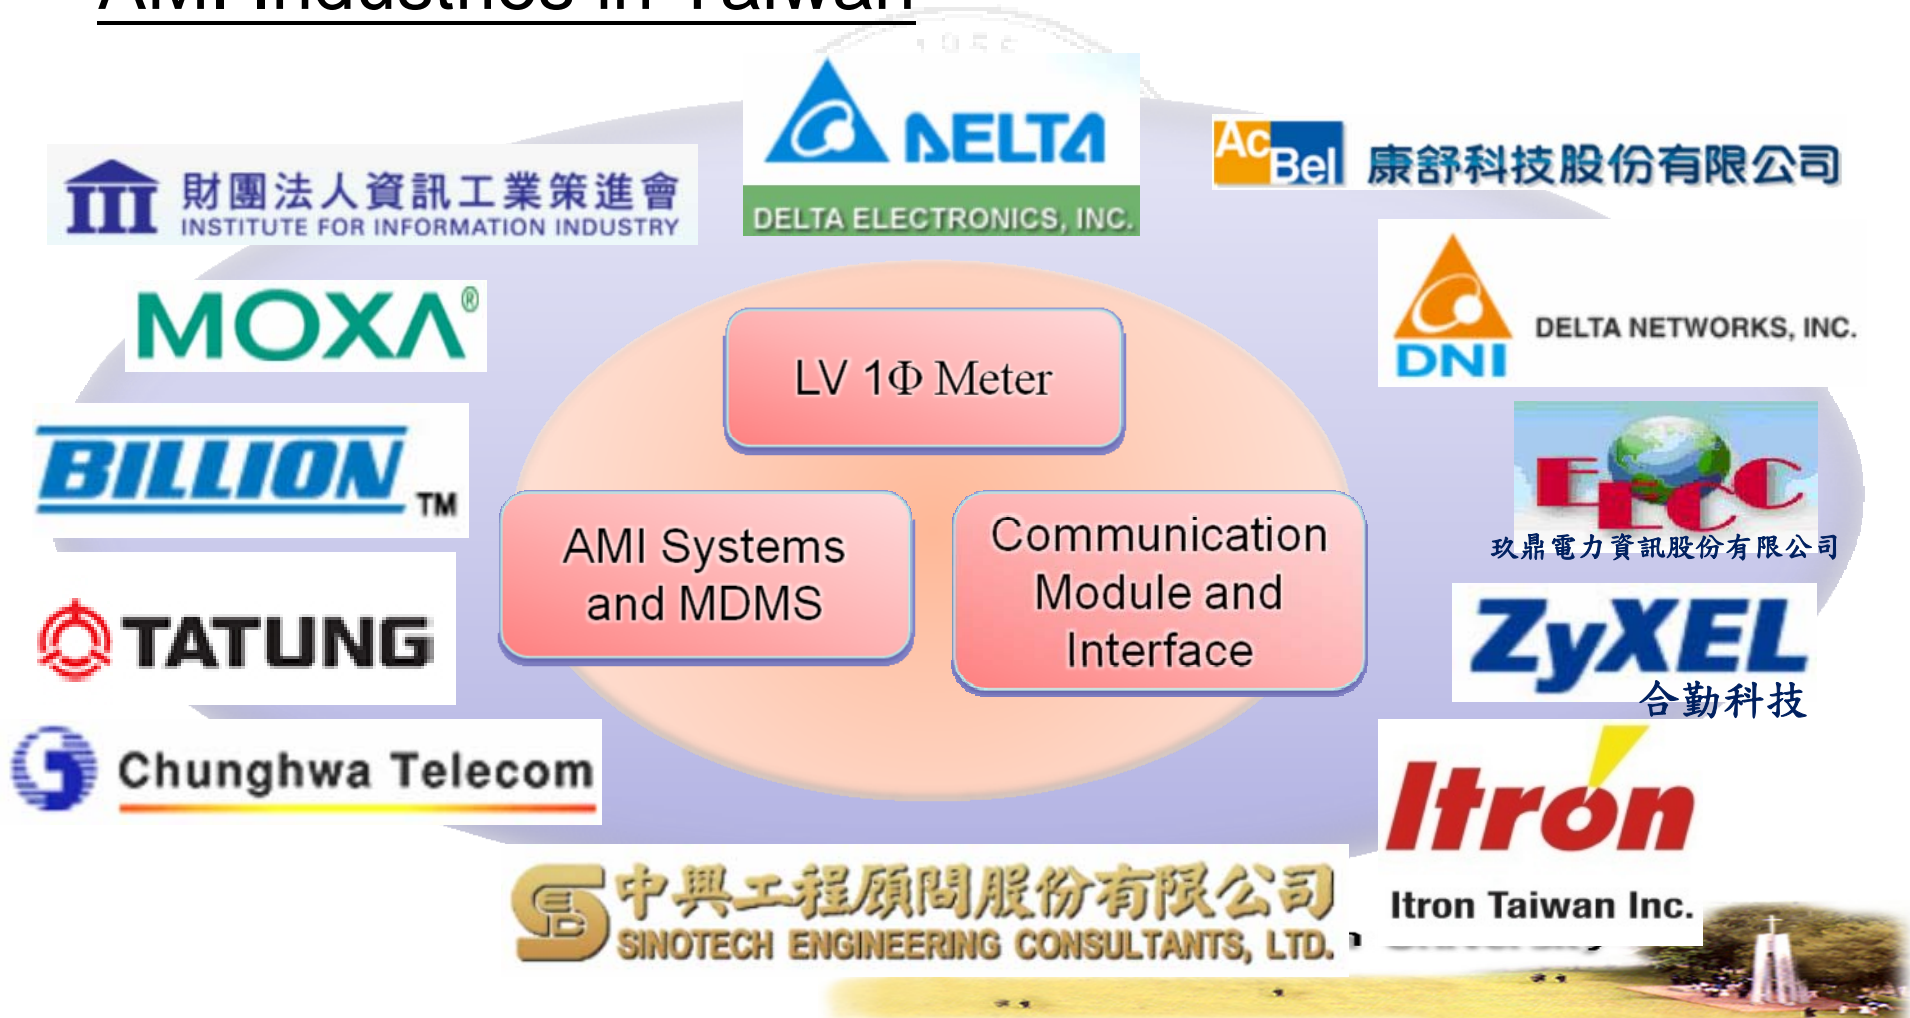 AMI Industries in Taiwan
1956
DELTA
DELTA ELECTRONICS, INC.
AcBel 康舒科技股份有限公司
財團法人資訊工業策進會
INSTITUTE FOR INFORMATION INDUSTRY
MOXA®
DELTA NETWORKS, INC.
DNI
LV 1Φ Meter
BILLION TM
EECC
玖鼎電力資訊股份有限公司
AMI Systems
and MDMS
Communication
Module and
Interface
TATUNG
ZyXEL
合勤科技
Chunghwa Telecom
Itron
Itron Taiwan Inc.
中興工程顧問股份有限公司
SINOTECH ENGINEERING CONSULTANTS, LTD.